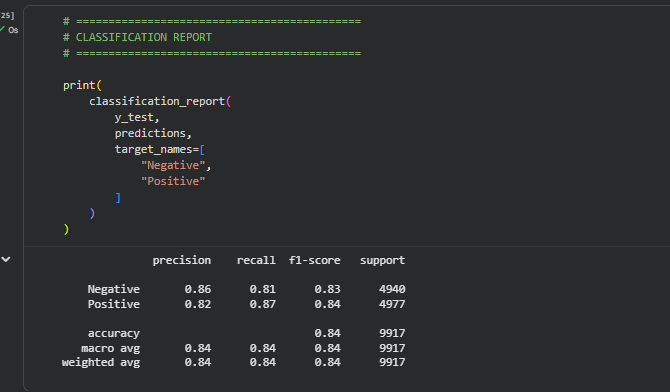 25]
0s
# ============================================
# CLASSIFICATION REPORT
# ============================================
print(
classification_report(
y_test,
predictions,
target_names=[
"Negative",
"Positive"
]
)
)
precision recall f1-score support
Negative 0.86 0.81 0.83 4940
Positive 0.82 0.87 0.84 4977
accuracy 0.84 9917
macro avg 0.84 0.84 0.84 9917
weighted avg 0.84 0.84 0.84 9917